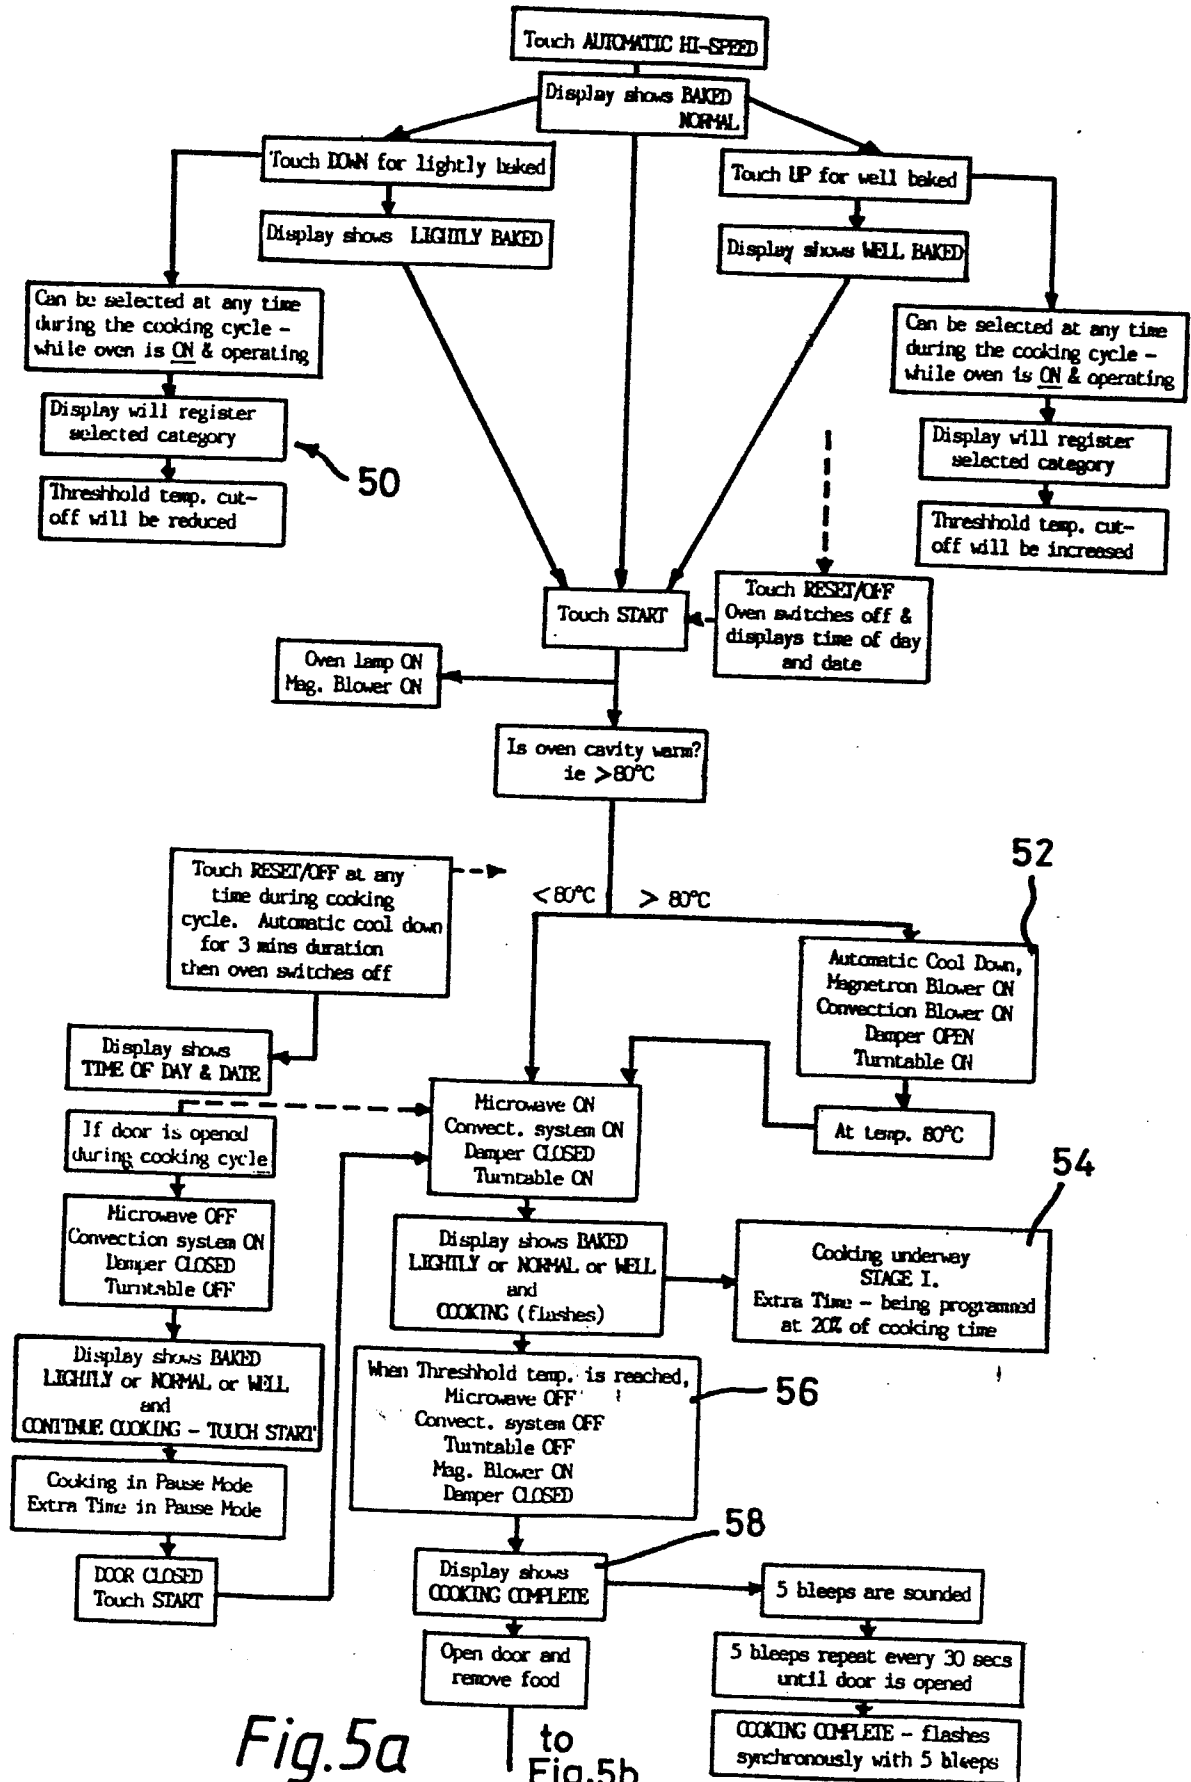 Touch AUTOMATIC HI-SPEED
Display shows BAKED
NORMAL
Touch DOWN for lightly baked
Touch UP for well baked
Display shows LIGHTLY BAKED
Display shows WELL BAKED
Can be selected at any time
during the cooking cycle -
while oven is ON & operating
Can be selected at any time
during the cooking cycle -
while oven is ON & operating
Display will register
selected category
50
Display will register
selected category
Threshhold temp. cut-
off will be reduced
Threshhold temp. cut-
off will be increased
Touch START
Touch RESET/OFF
Oven switches off &
displays time of day
and date
Oven lamp ON
Mag. Blower ON
Is oven cavity warm?
ie >80°C
52
Touch RESET/OFF at any
time during cooking
cycle. Automatic cool down
for 3 mins duration
then oven switches off
<80°C
> 80°C
Automatic Cool Down,
Magnetron Blower ON
Convection Blower ON
Damper OPEN
Turntable ON
Display shows
TIME OF DAY & DATE
Microwave ON
Convect. system ON
Damper CLOSED
Turntable ON
At temp. 80°C
If door is opened
during cooking cycle
54
Microwave OFF
Convection system ON
Damper CLOSED
Turntable OFF
Display shows BAKED
LIGHTLY or NORMAL or WELL
and
COOKING (flashes)
Cooking underway
STAGE I.
Extra Time - being programmed
at 20% of cooking time
Display shows BAKED
LIGHTLY or NORMAL or WELL
and
CONTINUE COOKING - TOUCH START
When Threshhold temp. is reached,
Microwave OFF
Convect. system OFF
Turntable OFF
Mag. Blower ON
Damper CLOSED
56
Cooking in Pause Mode
Extra Time in Pause Mode
58
DOOR CLOSED
Touch START
Display shows
COOKING COMPLETE
5 bleeps are sounded
Open door and
remove food
5 bleeps repeat every 30 secs
until door is opened
COOKING COMPLETE - flashes
synchronously with 5 bleeps
Fig.5a
to
Fig.5b